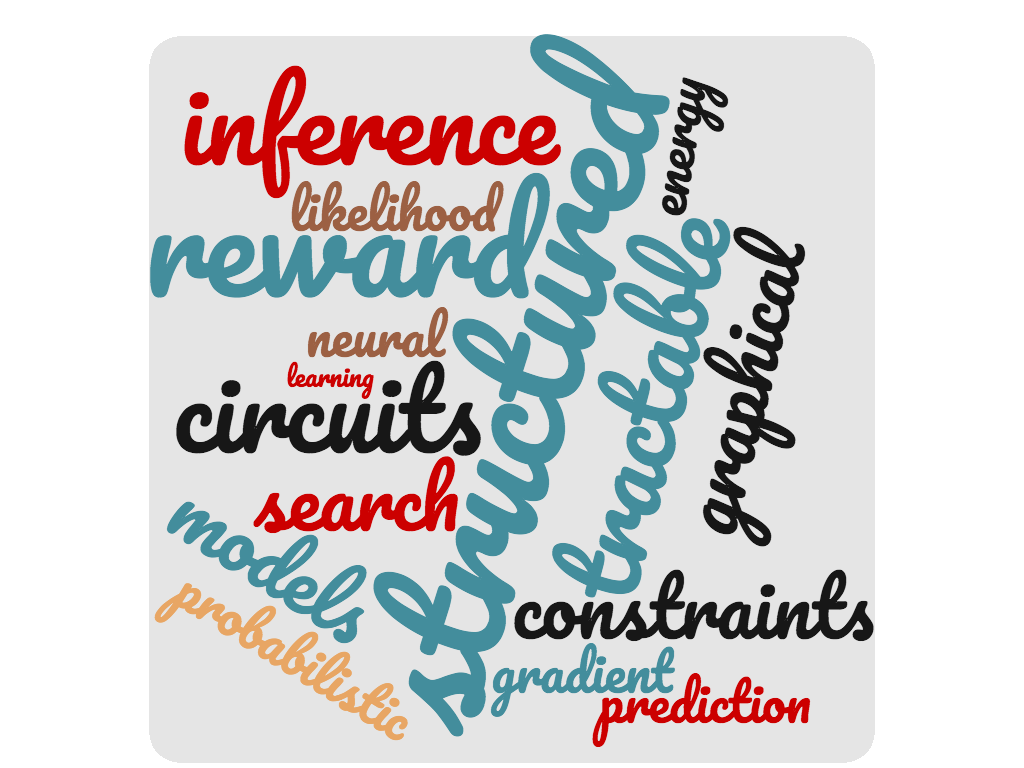 inference
structured
energy
likelihood
reward
tractable
graphical
neural
learning
circuits
search
models
probabilistic
constraints
gradient
prediction